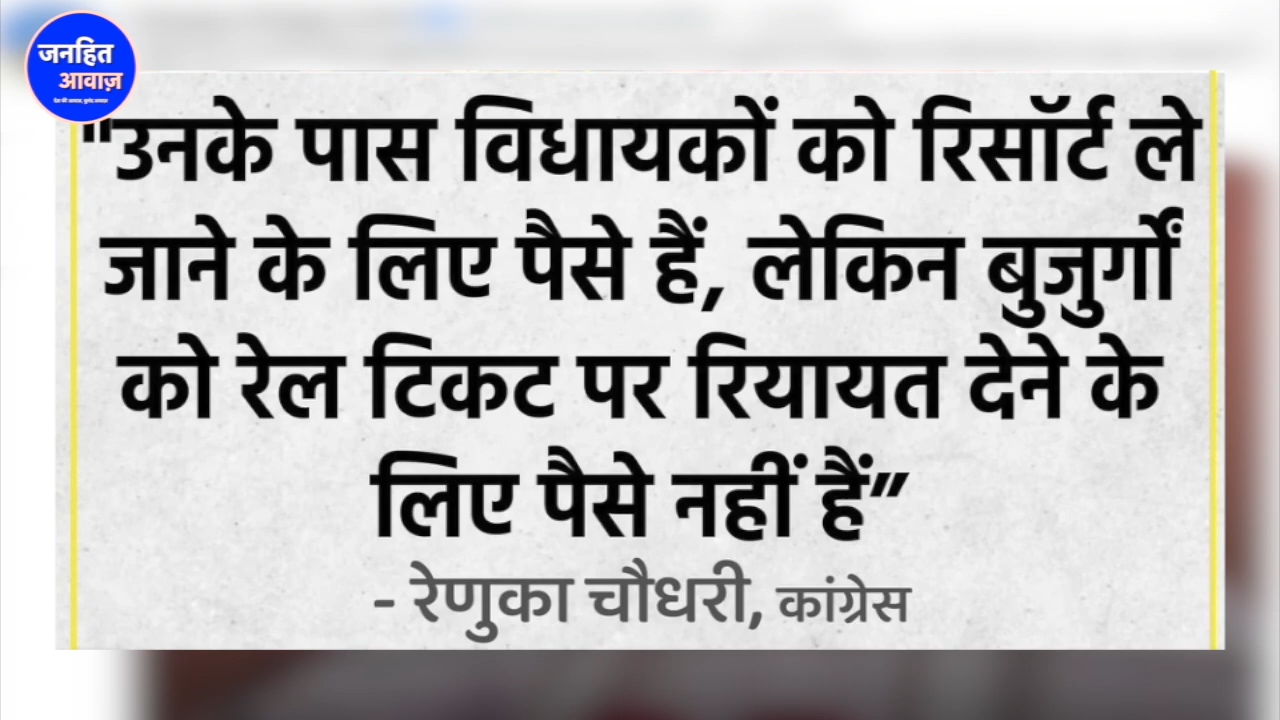 जनहित
आवाज़
"उनके पास विधायकों को रिसॉर्ट ले
जाने के लिए पैसे हैं, लेकिन बुजुर्गों
को रेल टिकट पर रियायत देने के
लिए पैसे नहीं हैं”
- रेणुका चौधरी, कांग्रेस